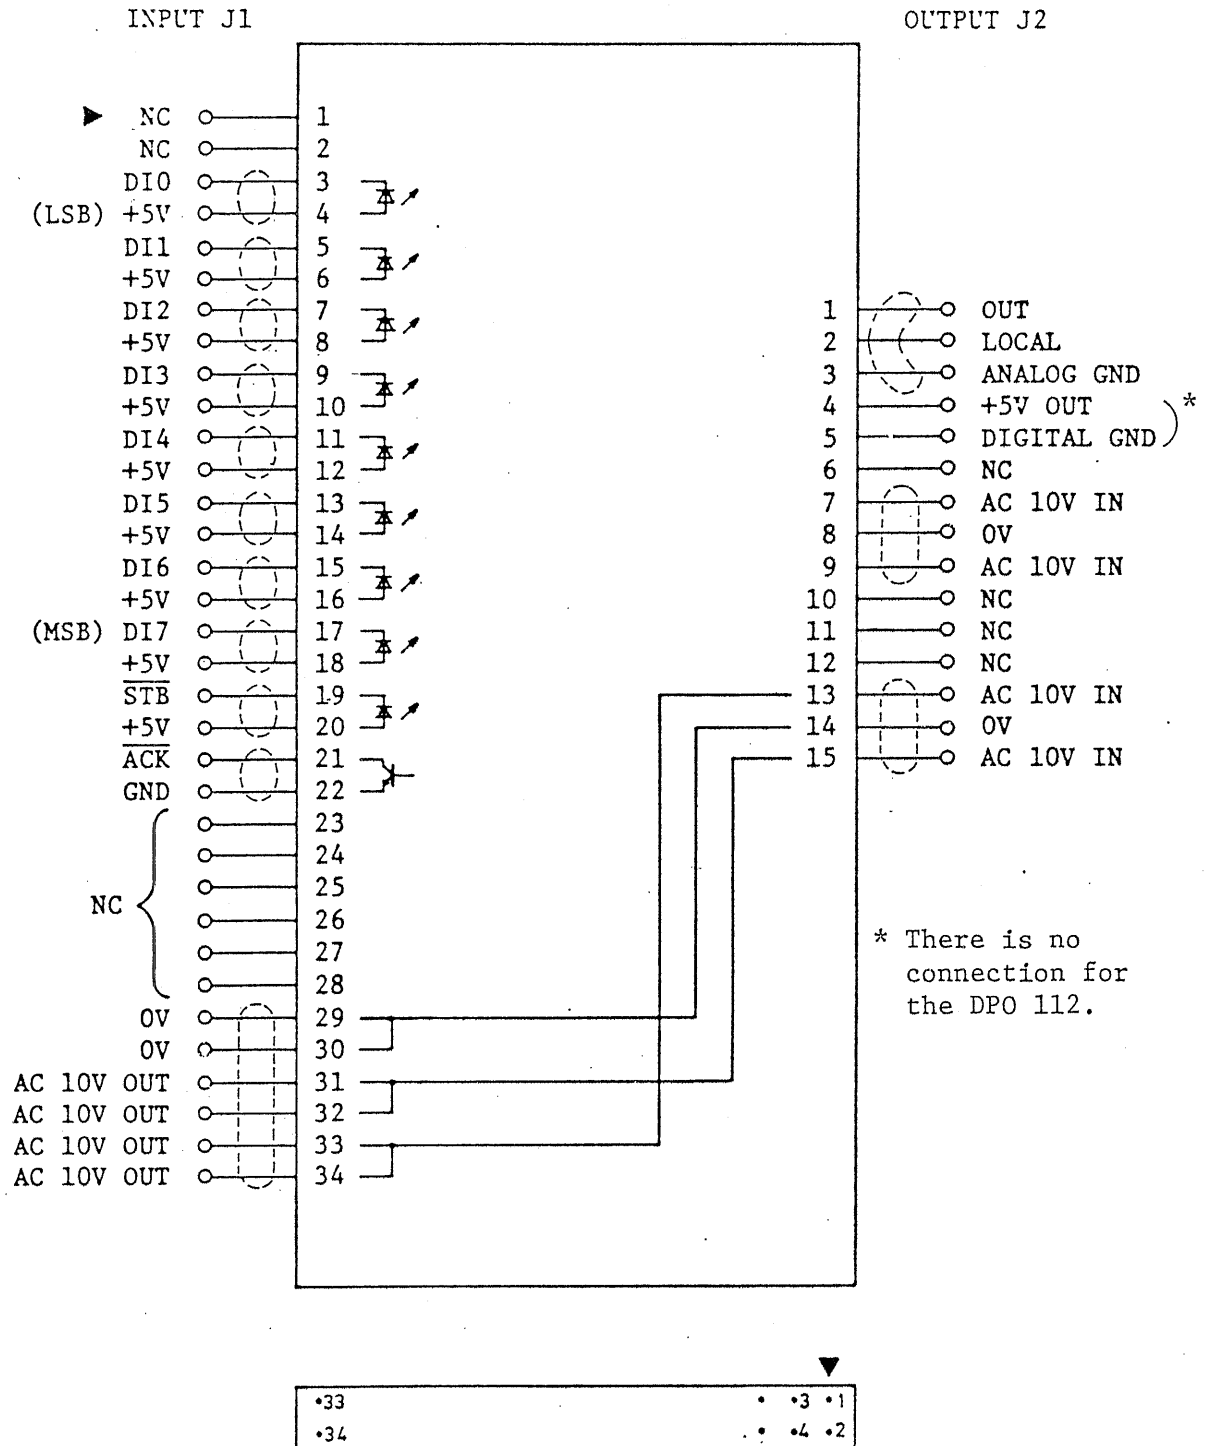 INPUT J1
OUTPUT J2
NC 1
NC 2
DI0 3
(LSB) +5V 4
DI1 5
+5V 6
DI2 7
+5V 8
DI3 9
+5V 10
DI4 11
+5V 12
DI5 13
+5V 14
DI6 15
+5V 16
(MSB) DI7 17
+5V 18
STB 19
+5V 20
ACK 21
GND 22
23
24
25
NC
26
27
28
0V 29
0V 30
AC 10V OUT 31
AC 10V OUT 32
AC 10V OUT 33
AC 10V OUT 34
1 OUT
2 LOCAL
3 ANALOG GND
4 +5V OUT
*
5 DIGITAL GND
6 NC
7 AC 10V IN
8 0V
9 AC 10V IN
10 NC
11 NC
12 NC
13 AC 10V IN
14 0V
15 AC 10V IN
* There is no
connection for
the DPO 112.
•33 • •3 •1
•34 • •4 •2